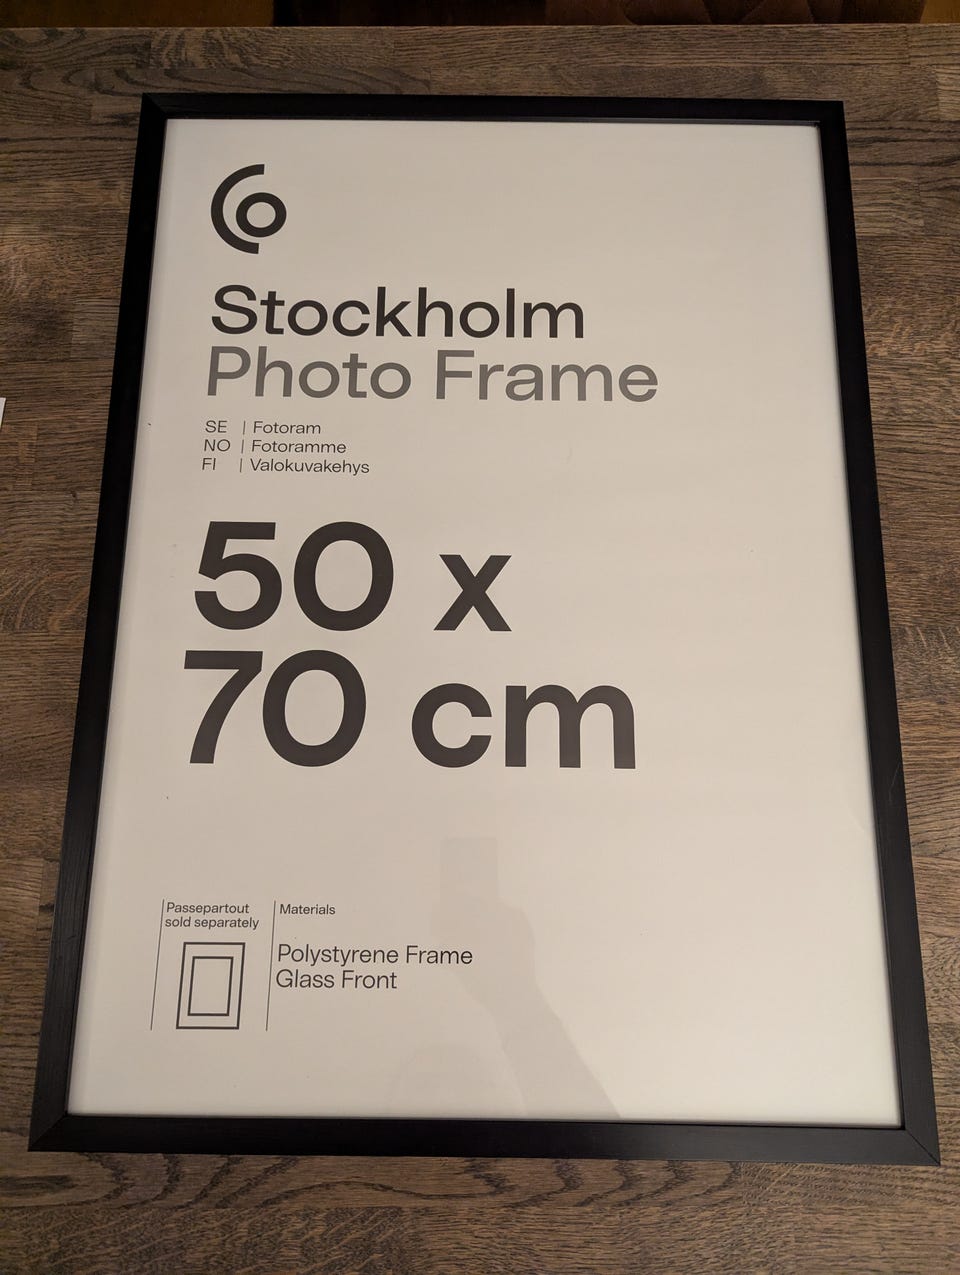 Stockholm
Photo Frame
SE | Fotoram
NO | Fotoramme
FI | Valokuvakehys
50 x
70 cm
Passepartout
sold separately
Materials
Polystyrene Frame
Glass Front